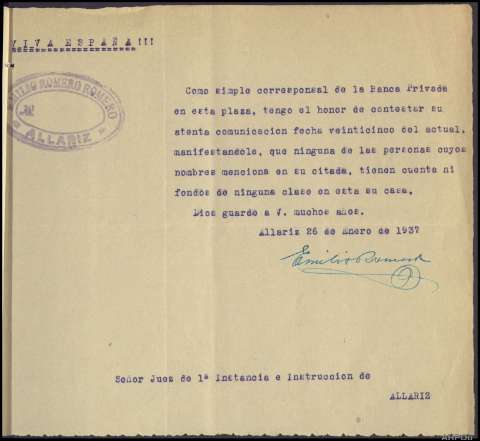 VIVA ESPAÑA!!!
EMILIO ROMERO ROMERO
ALLARIZ
Como simple corresponsal de la Banca Privada
en esta plaza, tengo el honor de contestar su
atenta comunicacion fecha veinticinco del actual,
manifestandole, que ninguna de las personas cuyos
nombres menciona en su citada, tienen cuenta ni
fondos de ninguna clase en esta su casa.
Dios guarde a V. muchos años.
Allariz 26 de Enero de 1937
Emilio Romero
Señor Juez de 1ª Instancia e Instruccion de
ALLARIZ
AHPOu